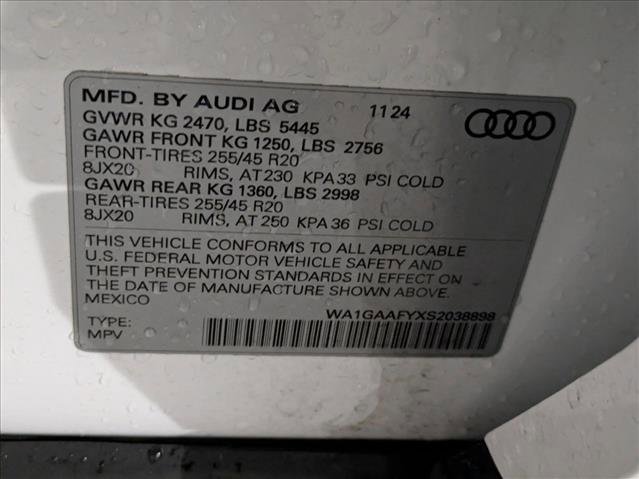 MFD. BY AUDI AG 11 24
GVWR KG 2470, LBS 5445
GAWR FRONT KG 1250, LBS 2756
FRONT-TIRES 255/45 R20
8JX20 RIMS, AT 230 KPA 33 PSI COLD
GAWR REAR KG 1360, LBS 2998
REAR-TIRES 255/45 R20
8JX20 RIMS, AT 250 KPA 36 PSI COLD
THIS VEHICLE CONFORMS TO ALL APPLICABLE
U.S. FEDERAL MOTOR VEHICLE SAFETY AND
THEFT PREVENTION STANDARDS IN EFFECT ON
THE DATE OF MANUFACTURE SHOWN ABOVE.
MEXICO
WA1GAAFYXS2038898
TYPE:
MPV